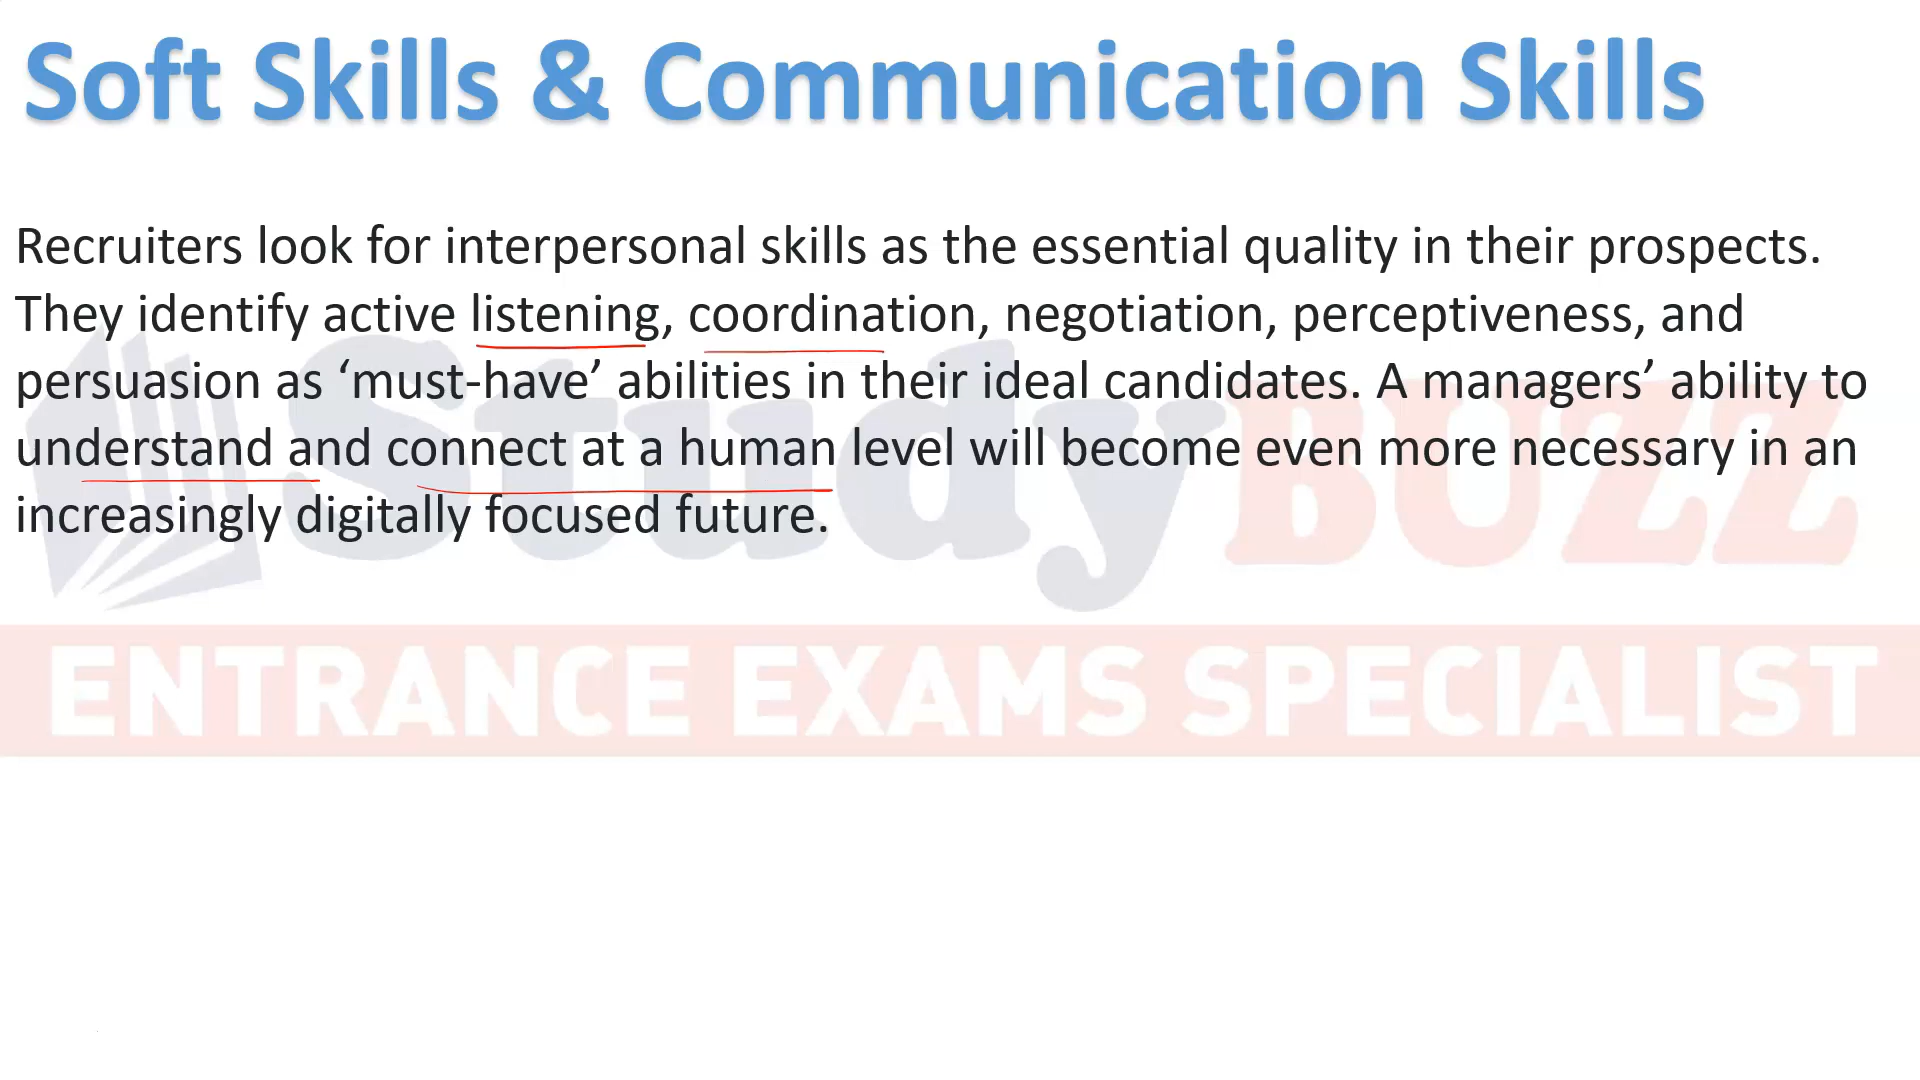 Soft Skills & Communication Skills
Recruiters look for interpersonal skills as the essential quality in their prospects.
They identify active listening, coordination, negotiation, perceptiveness, and
persuasion as ‘must-have’ abilities in their ideal candidates. A managers’ ability to
understand and connect at a human level will become even more necessary in an
increasingly digitally focused future.
StudyBUZZ
ENTRANCE EXAMS SPECIALIST